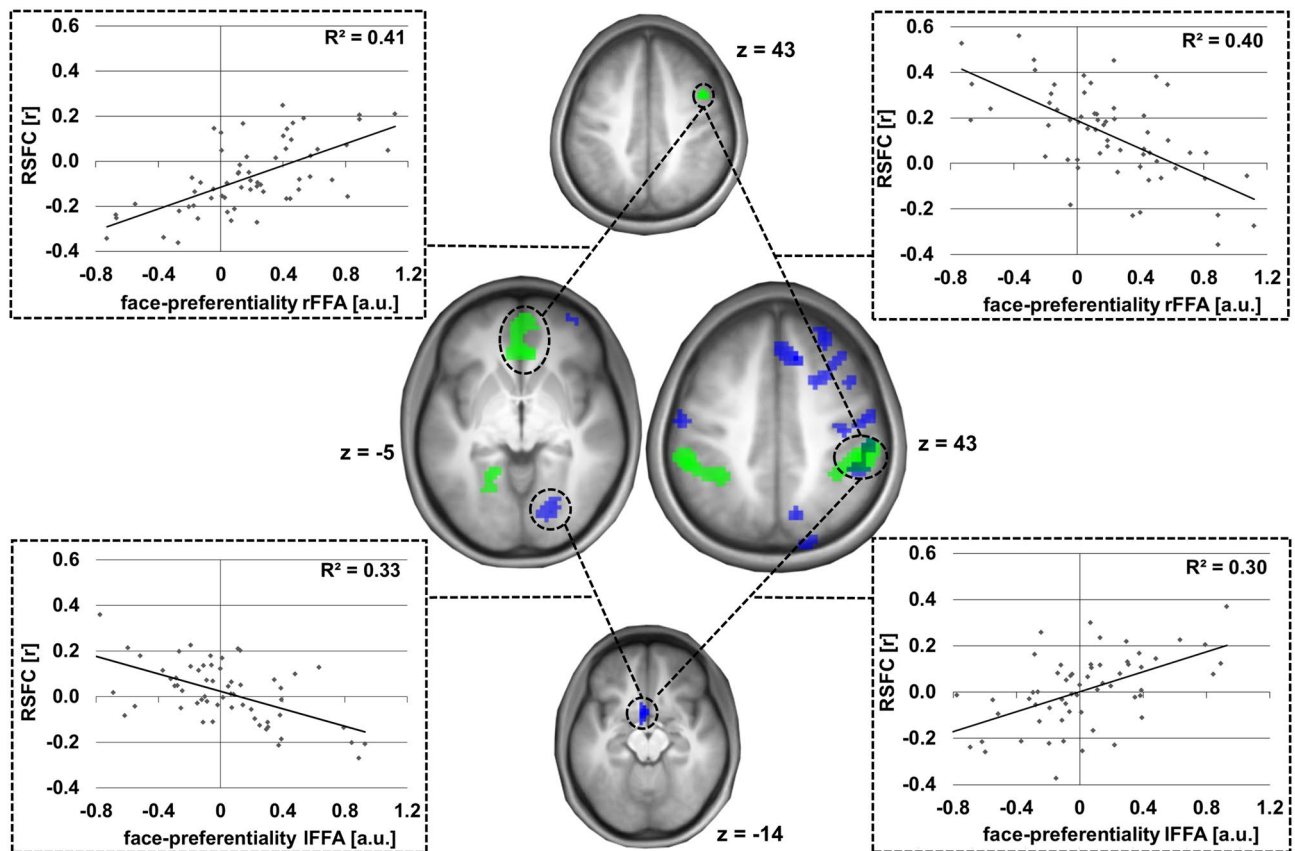 0.6
R² = 0.41
0.4
0.2
0.0
-0.2
-0.4
RSFC [r]
-0.8 -0.4 0 0.4 0.8 1.2
face-preferentiality rFFA [a.u.]
z = 43
0.6
R² = 0.40
0.4
0.2
0.0
-0.2
-0.4
RSFC [r]
-0.8 -0.4 0 0.4 0.8 1.2
face-preferentiality rFFA [a.u.]
z = -5
z = 43
0.6
R² = 0.33
0.4
0.2
0.0
-0.2
-0.4
RSFC [r]
-0.8 -0.4 0 0.4 0.8 1.2
face-preferentiality lFFA [a.u.]
z = -14
0.6
R² = 0.30
0.4
0.2
0.0
-0.2
-0.4
RSFC [r]
-0.8 -0.4 0 0.4 0.8 1.2
face-preferentiality lFFA [a.u.]